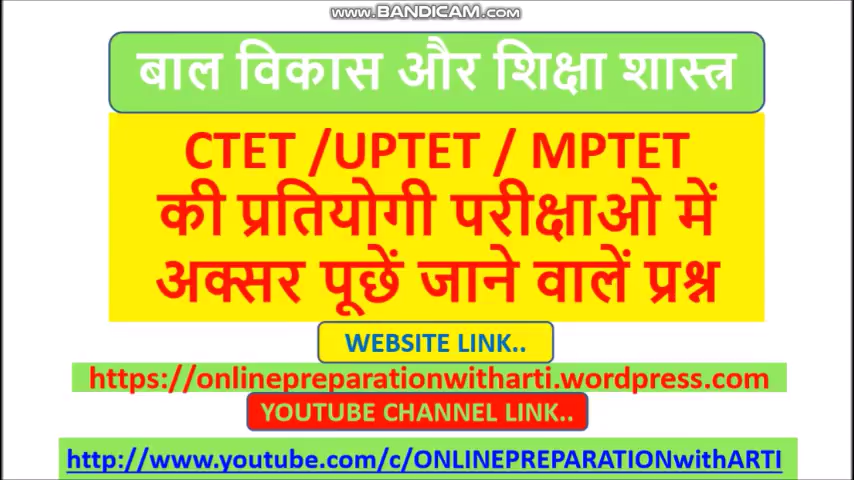 www.BANDICAM.com
बाल विकास और शिक्षा शास्त्र
CTET /UPTET / MPTET
की प्रतियोगी परीक्षाओ में
अक्सर पूछें जाने वालें प्रश्न
WEBSITE LINK..
https://onlinepreparationwitharti.wordpress.com
YOUTUBE CHANNEL LINK..
http://www.youtube.com/c/ONLINEPREPARATIONwithARTI